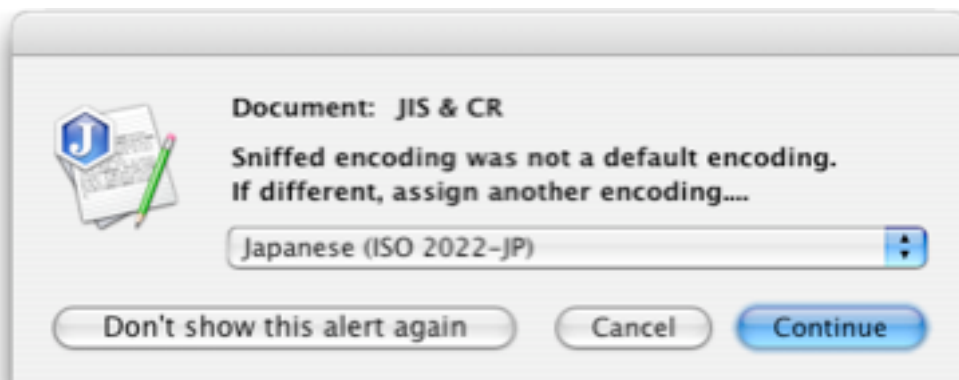 Document: JIS & CR
Sniffed encoding was not a default encoding.
If different, assign another encoding....
Japanese (ISO 2022-JP)
Don't show this alert again
Cancel
Continue